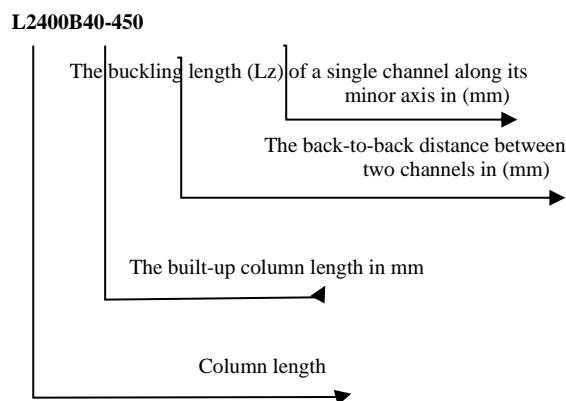 L2400B40-450
The buckling length (Lz) of a single channel along its
minor axis in (mm)
The back-to-back distance between
two channels in (mm)
The built-up column length in mm
Column length